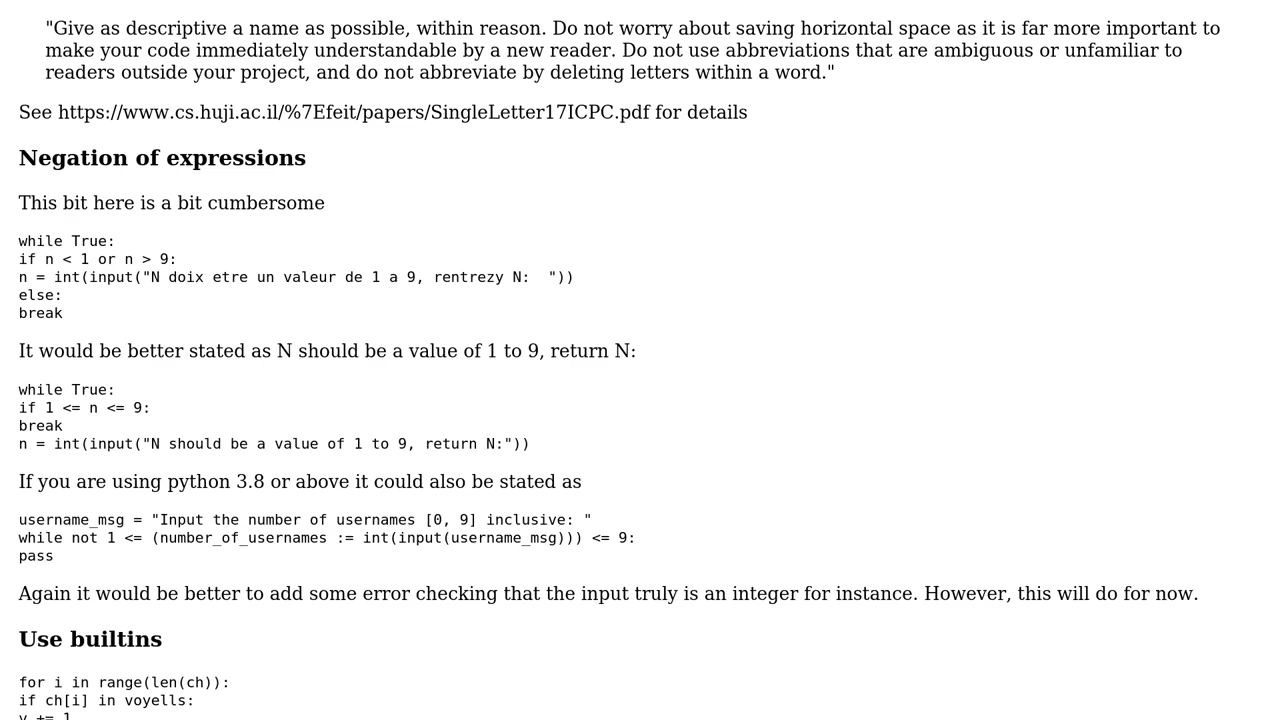 "Give as descriptive a name as possible, within reason. Do not worry about saving horizontal space as it is far more important to
make your code immediately understandable by a new reader. Do not use abbreviations that are ambiguous or unfamiliar to
readers outside your project, and do not abbreviate by deleting letters within a word."
See https://www.cs.huji.ac.il/%7Efeit/papers/SingleLetter17ICPC.pdf for details
Negation of expressions
This bit here is a bit cumbersome
while True:
if n < 1 or n > 9:
n = int(input("N doix etre un valeur de 1 a 9, rentrezy N:  "))
else:
break
It would be better stated as N should be a value of 1 to 9, return N:
while True:
if 1 <= n <= 9:
break
n = int(input("N should be a value of 1 to 9, return N:"))
If you are using python 3.8 or above it could also be stated as
username_msg = "Input the number of usernames [0, 9] inclusive: "
while not 1 <= (number_of_usernames := int(input(username_msg))) <= 9:
pass
Again it would be better to add some error checking that the input truly is an integer for instance. However, this will do for now.
Use builtins
for i in range(len(ch)):
if ch[i] in voyells:
v += 1